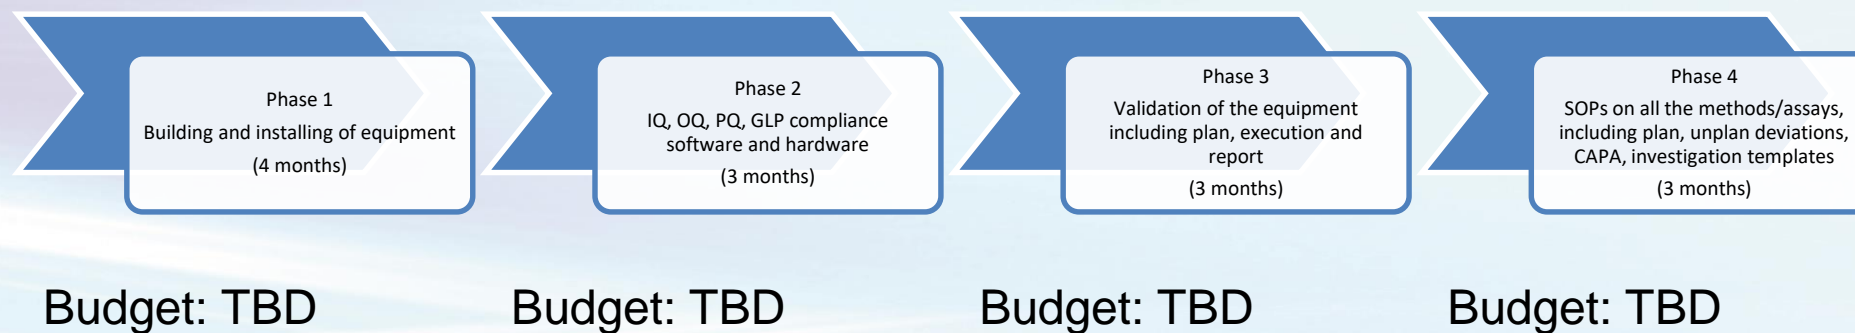 Phase 1
Building and installing of equipment
(4 months)
Phase 2
IQ, OQ, PQ, GLP compliance
software and hardware
(3 months)
Phase 3
Validation of the equipment
including plan, execution and
report
(3 months)
Phase 4
SOPs on all the methods/assays,
including plan, unplan deviations,
CAPA, investigation templates
(3 months)
Budget: TBD
Budget: TBD
Budget: TBD
Budget: TBD